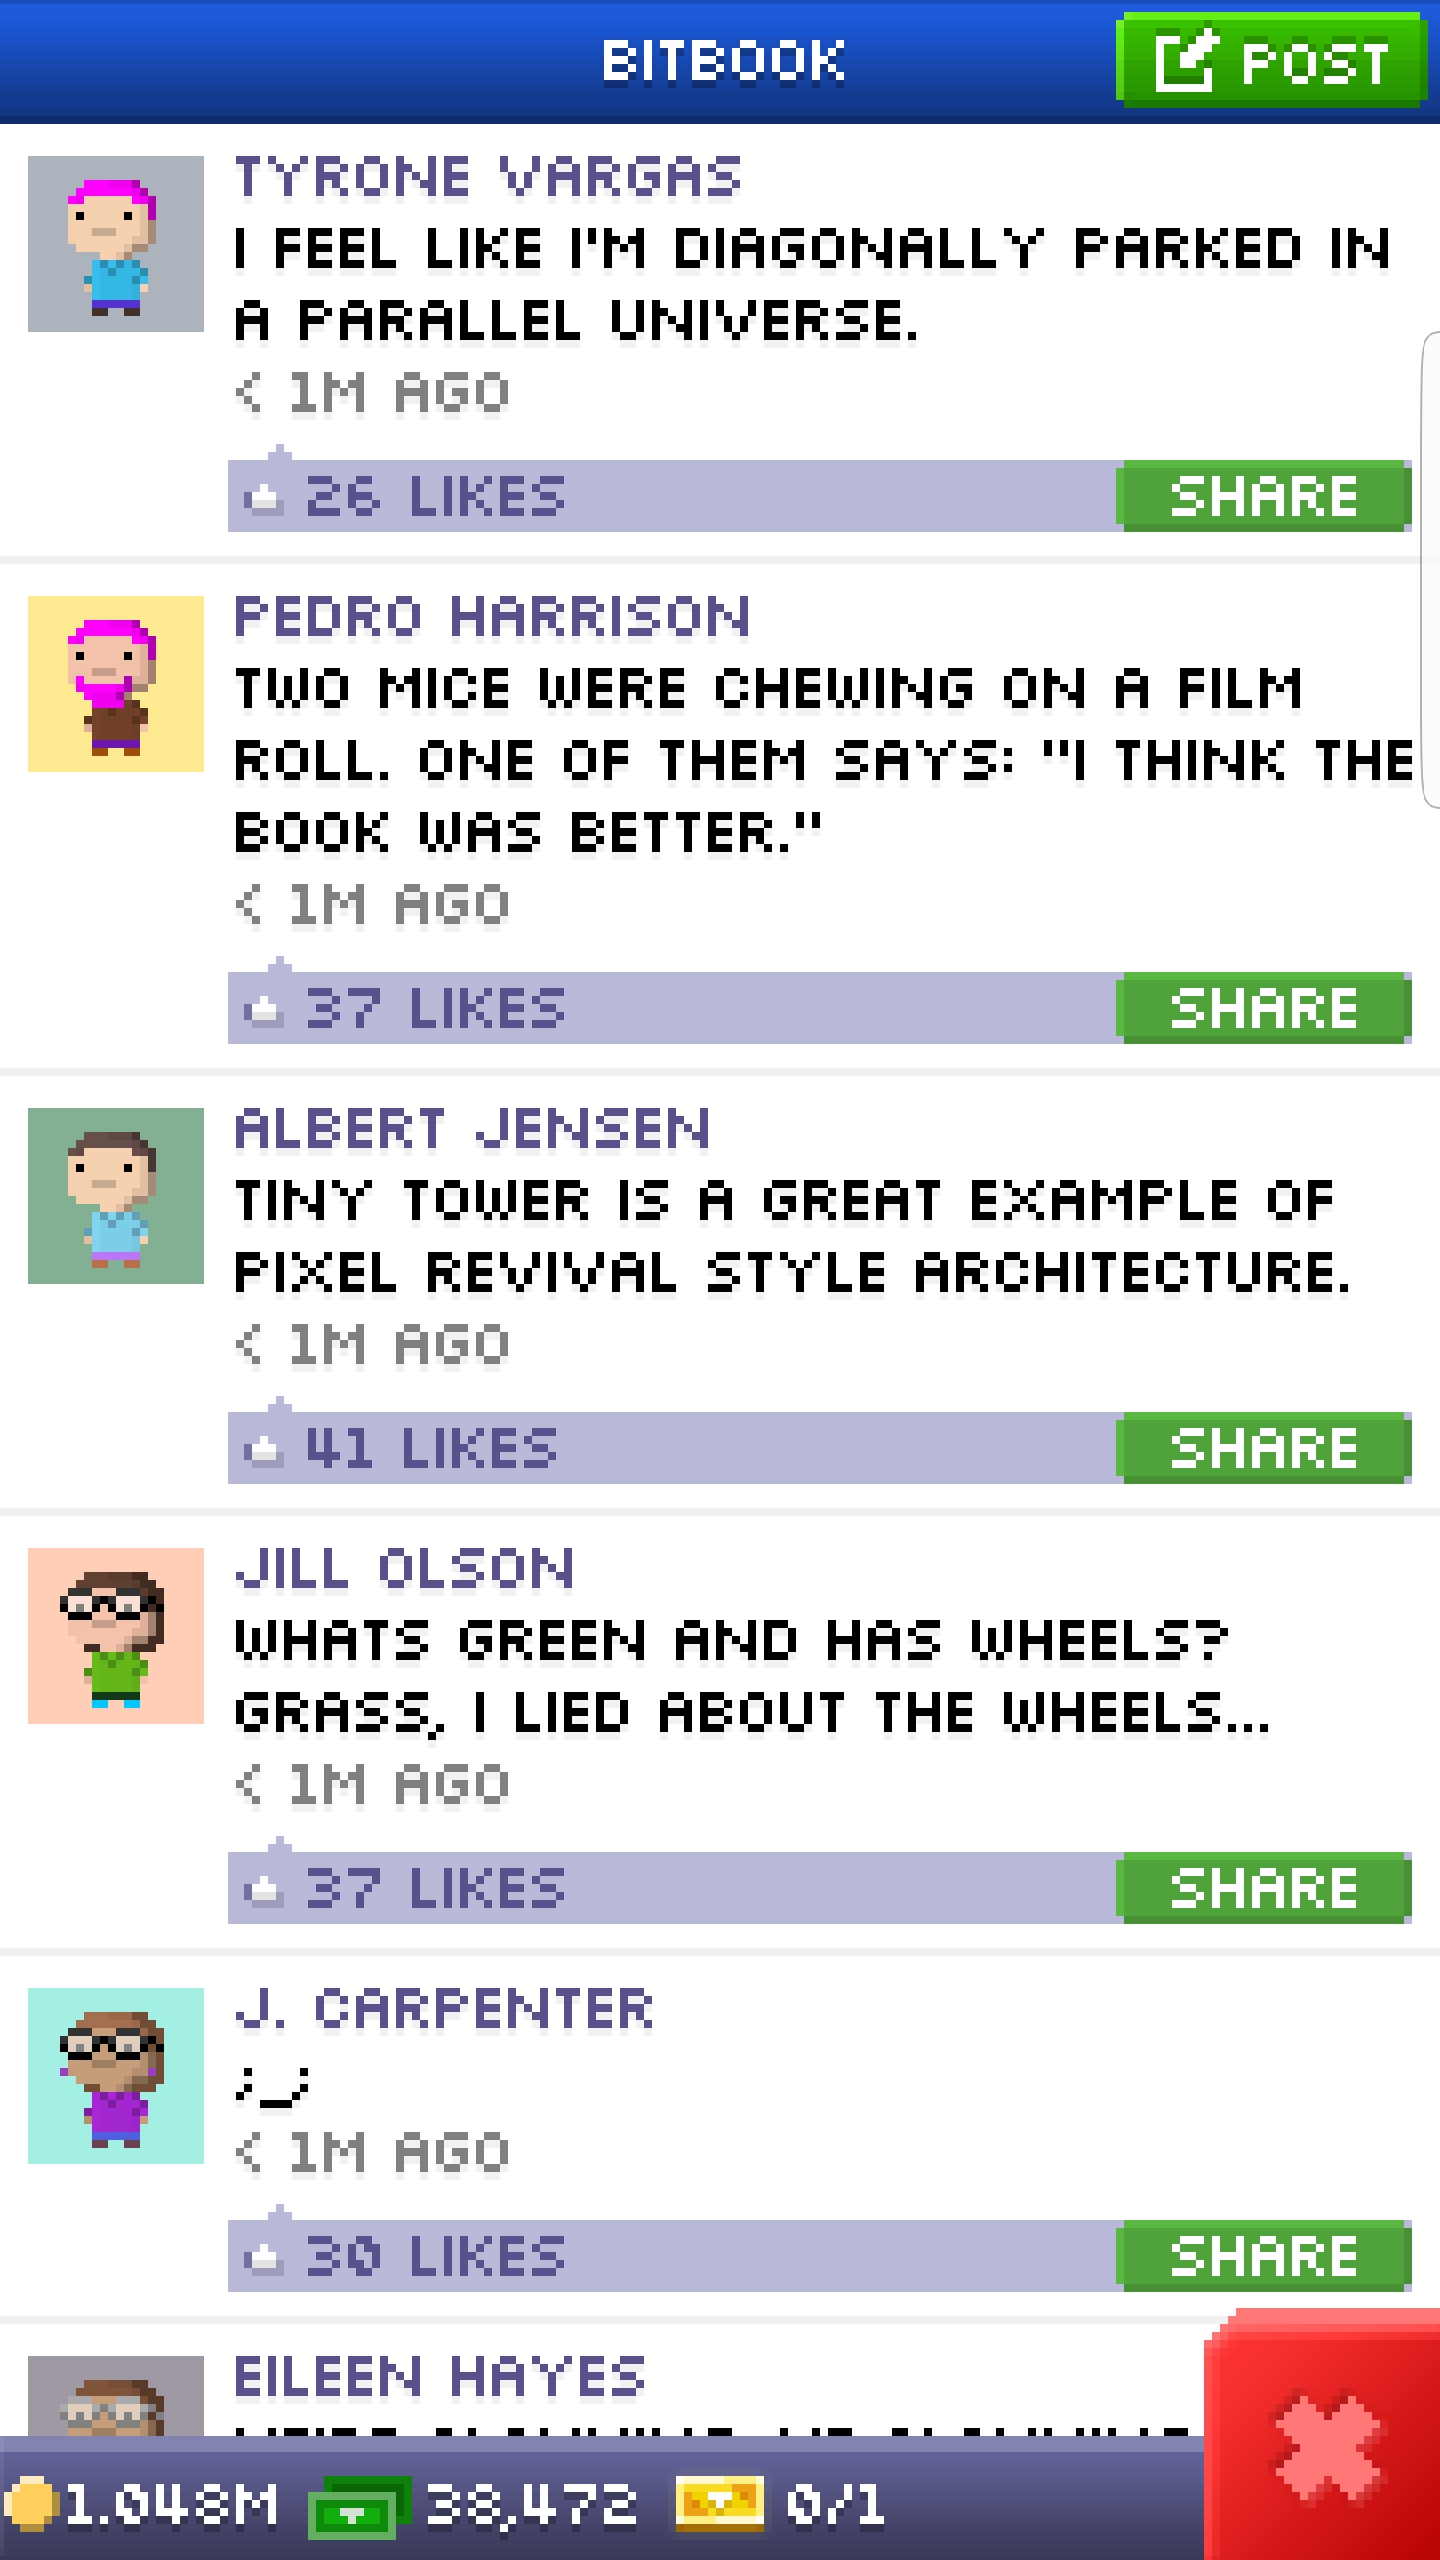 BITBOOK
POST
TYRONE VARGAS
I FEEL LIKE I'M DIAGONALLY PARKED IN
A PARALLEL UNIVERSE.
< 1M AGO
26 LIKES
SHARE
PEDRO HARRISON
TWO MICE WERE CHEWING ON A FILM
ROLL. ONE OF THEM SAYS: "I THINK THE
BOOK WAS BETTER."
< 1M AGO
37 LIKES
SHARE
ALBERT JENSEN
TINY TOWER IS A GREAT EXAMPLE OF
PIXEL REVIVAL STYLE ARCHITECTURE.
< 1M AGO
41 LIKES
SHARE
JILL OLSON
WHATS GREEN AND HAS WHEELS?
GRASS, I LIED ABOUT THE WHEELS...
< 1M AGO
37 LIKES
SHARE
J. CARPENTER
;_;
< 1M AGO
30 LIKES
SHARE
EILEEN HAYES
1.048M 38,472 0/1